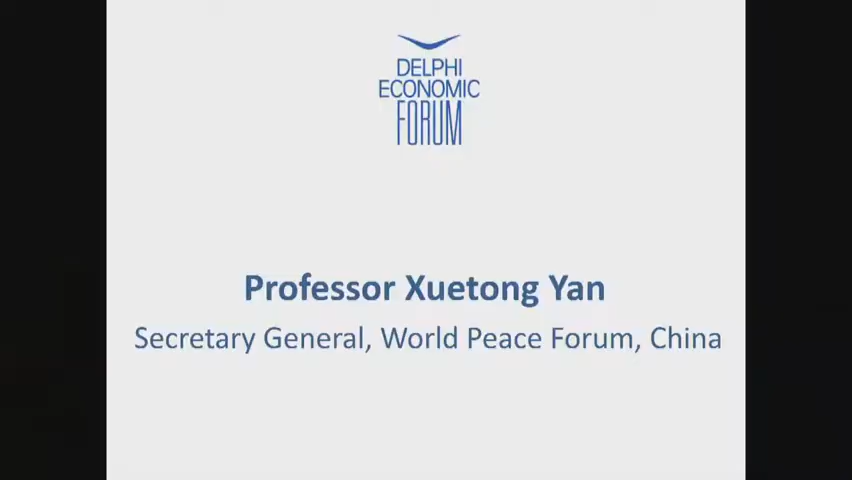 DELPHI
ECONOMIC
FORUM
Professor Xuetong Yan
Secretary General, World Peace Forum, China